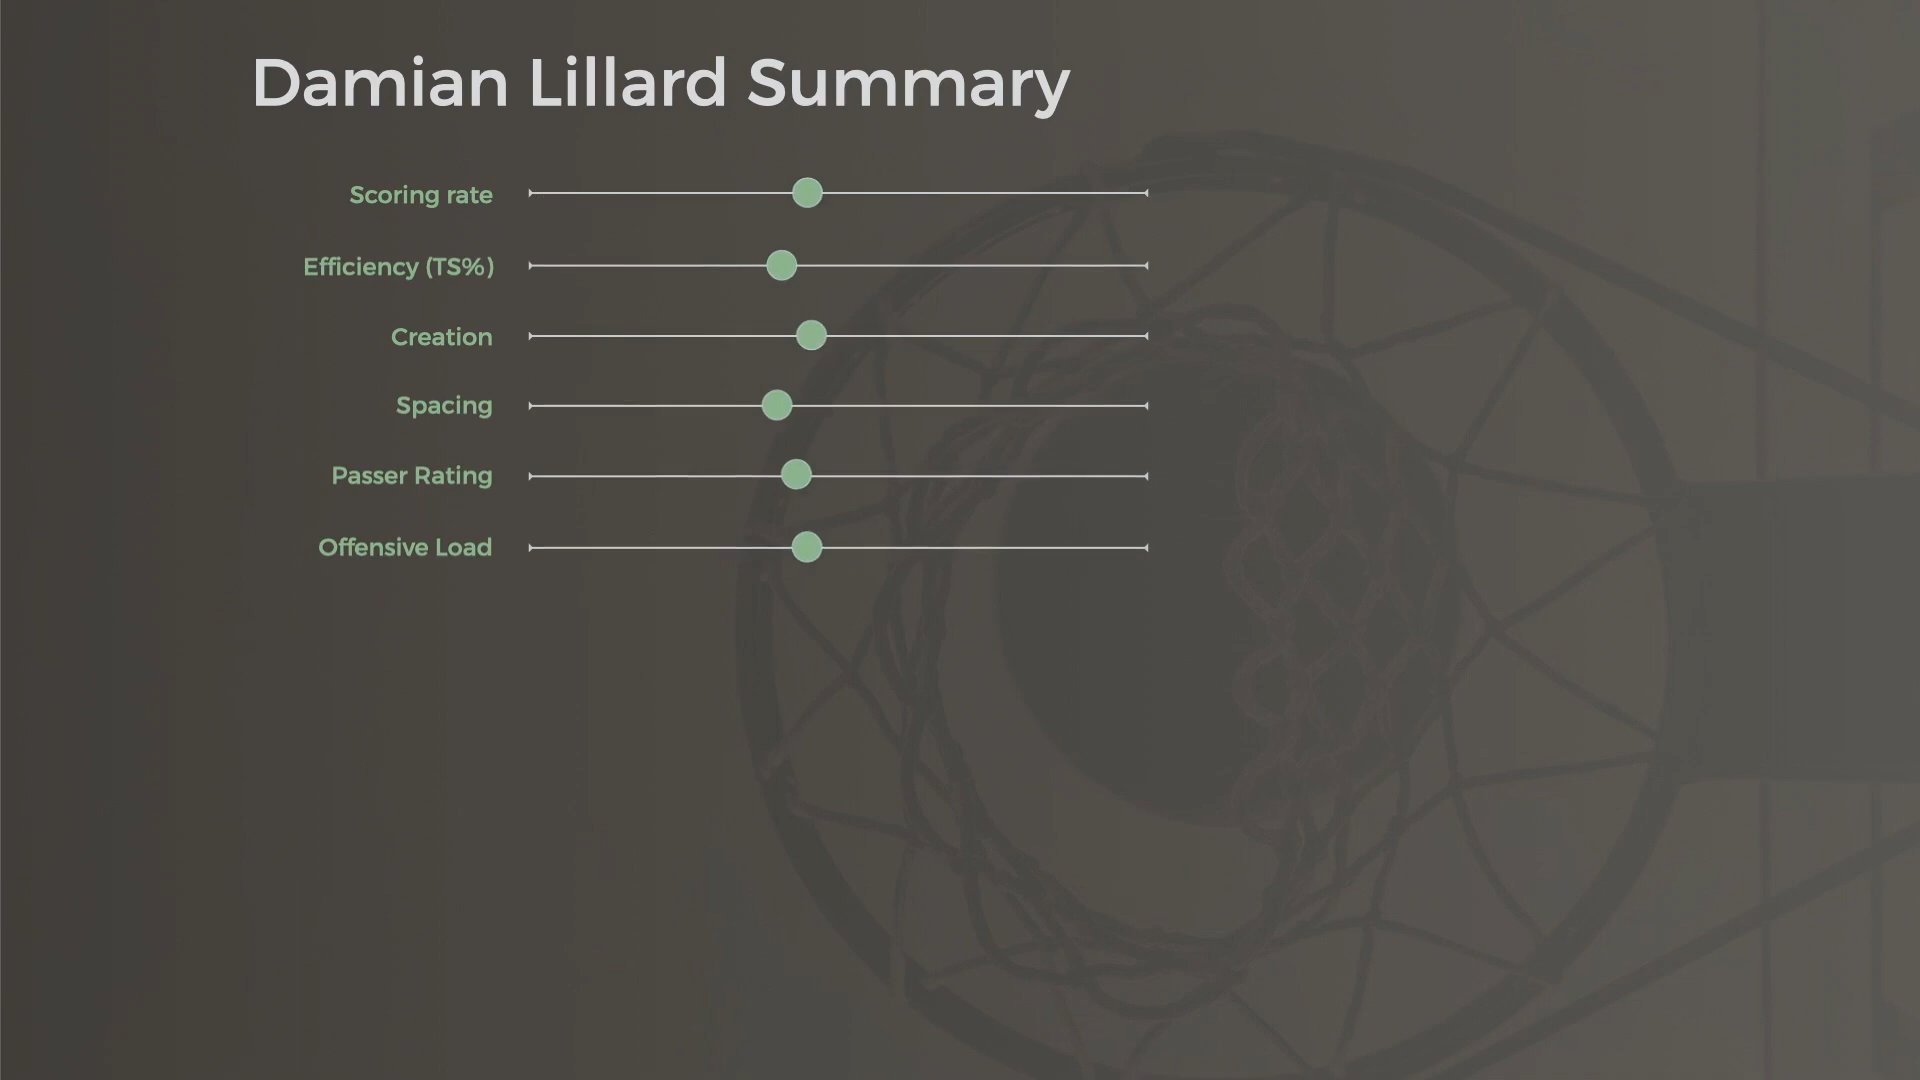 Damian Lillard Summary
Scoring rate
Efficiency (TS%)
Creation
Spacing
Passer Rating
Offensive Load